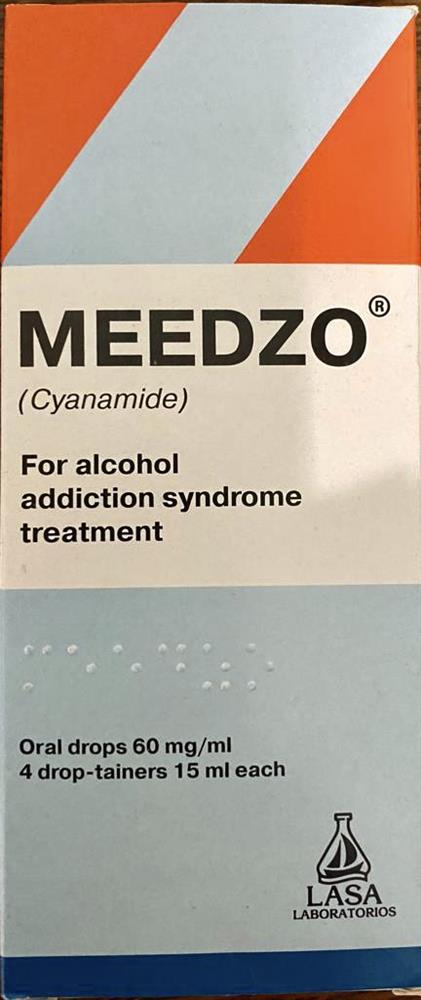 MEEDZO®
(Cyanamide)
For alcohol
addiction syndrome
treatment
⠍⠑⠑⠙⠵⠕
Oral drops 60 mg/ml
4 drop-tainers 15 ml each
LASA
LABORATORIOS